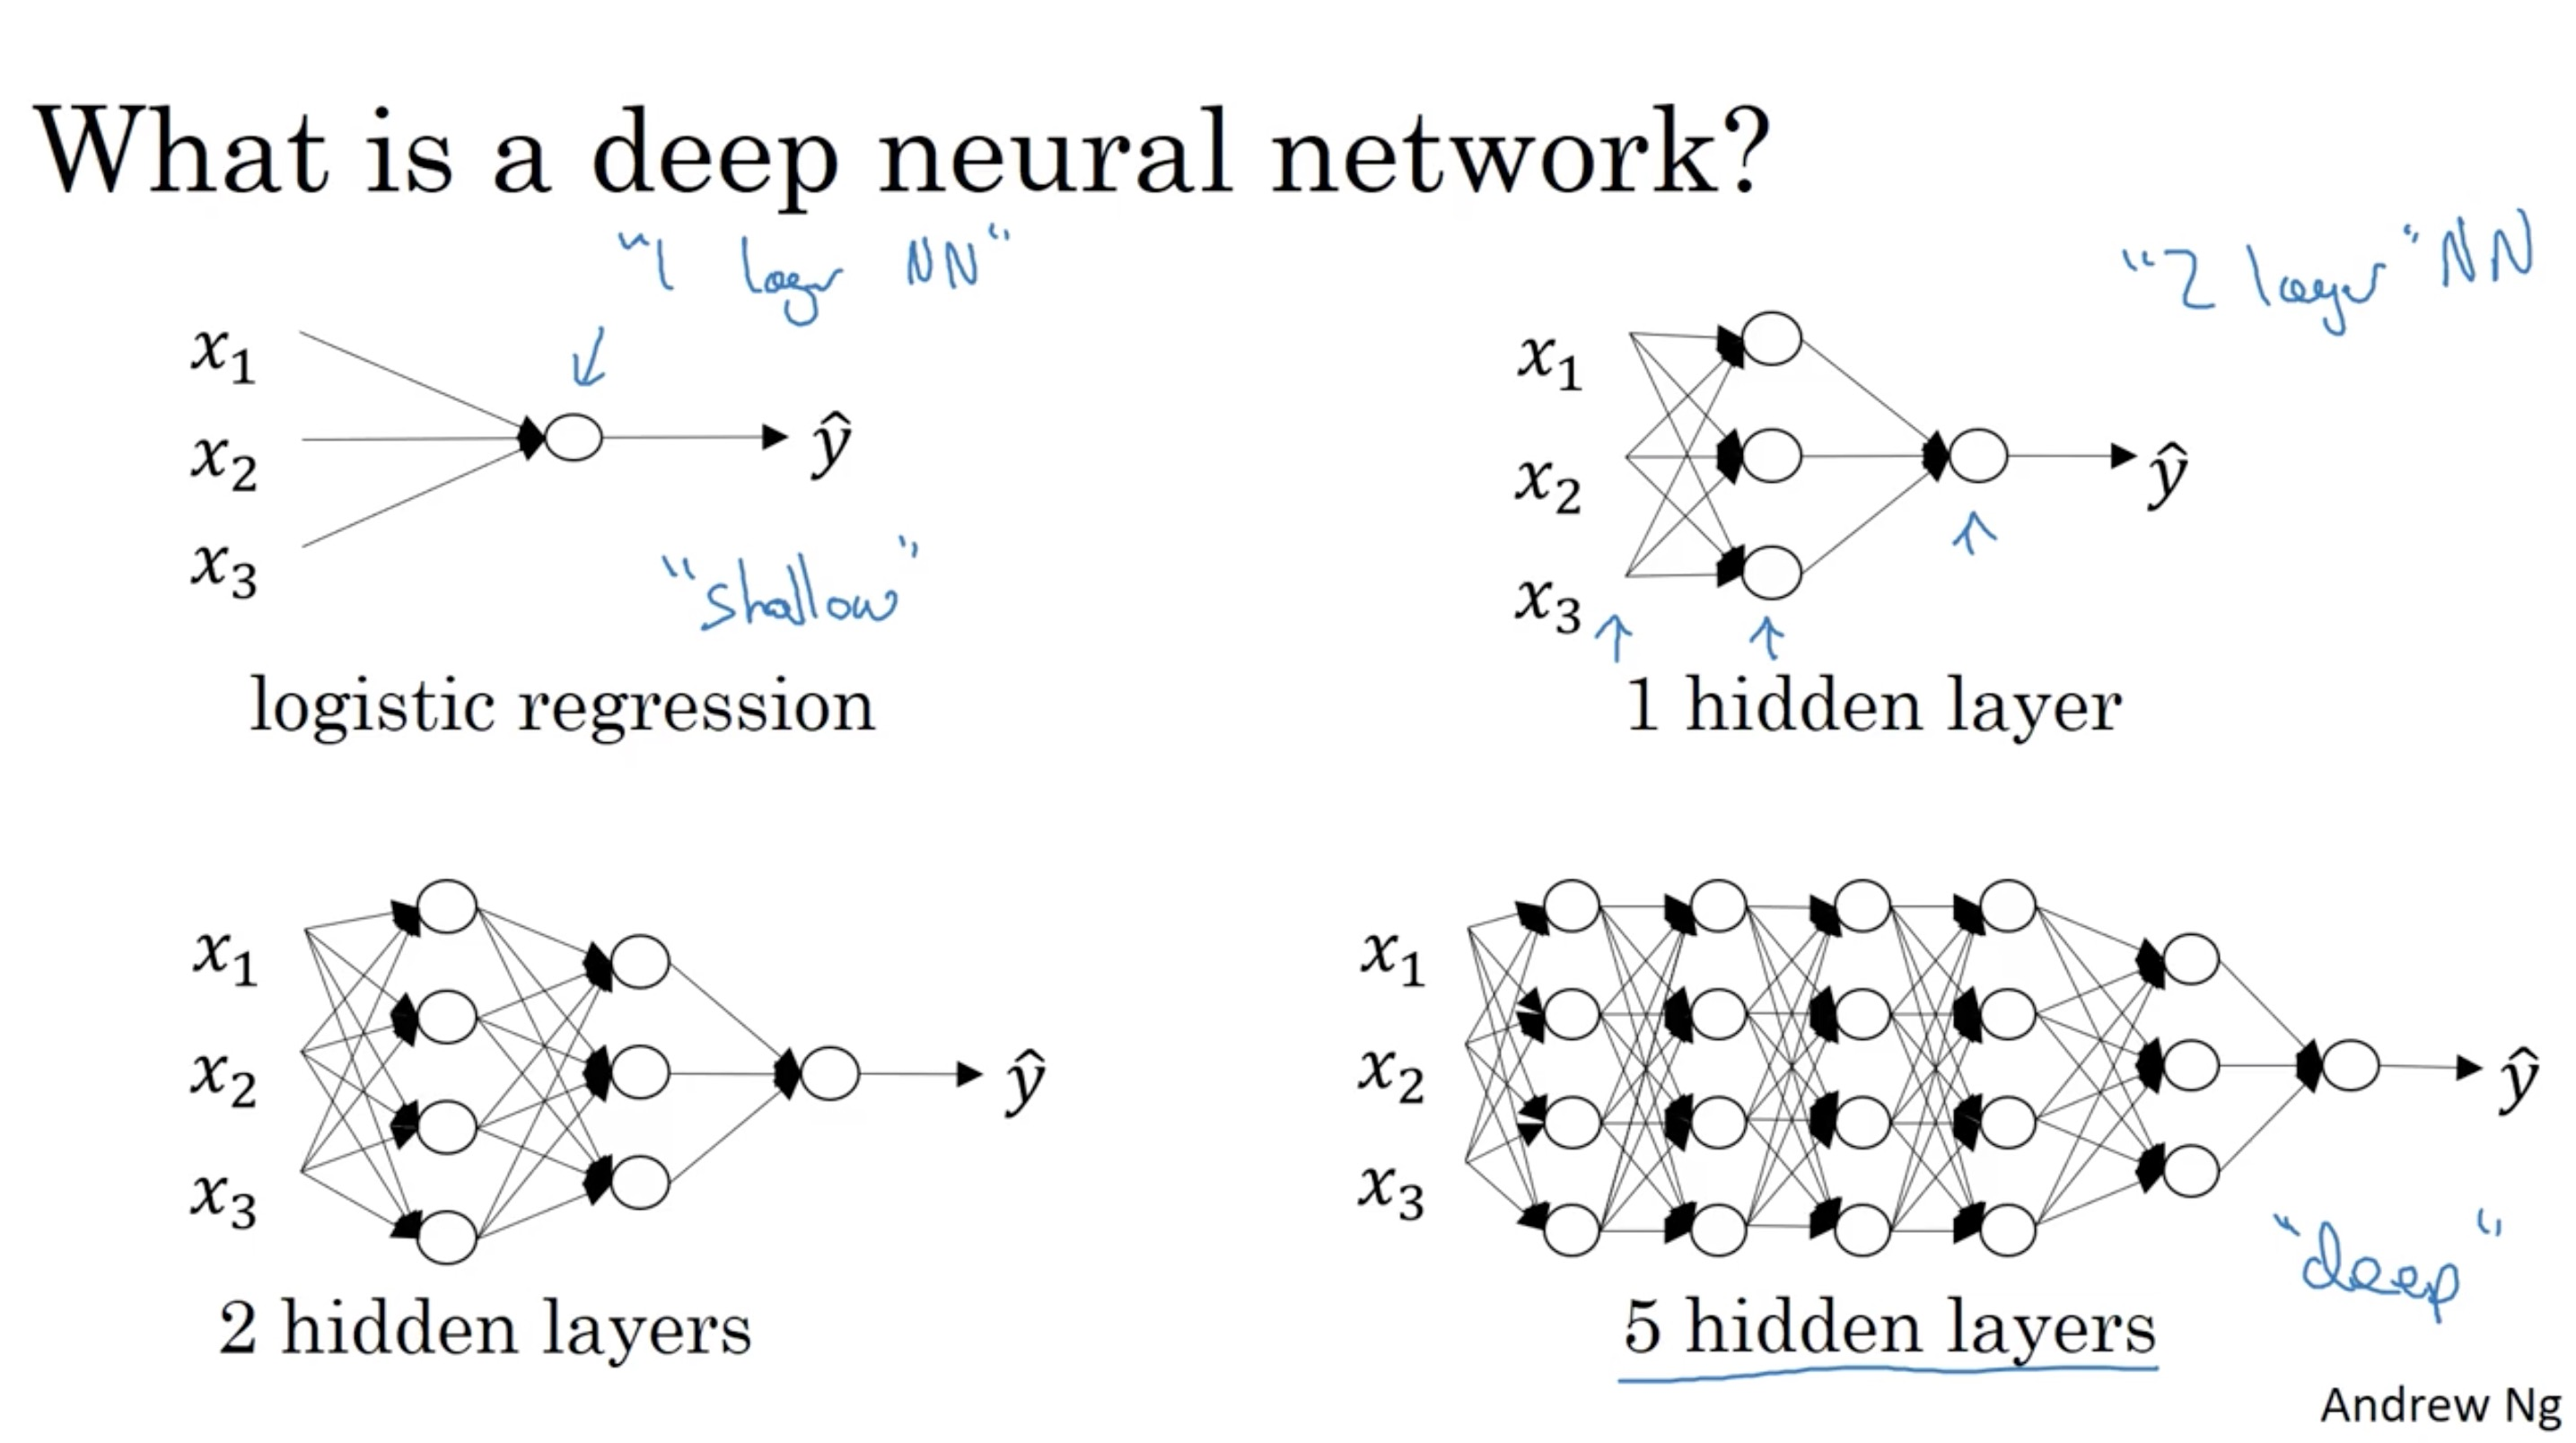 What is a deep neural network?
"1 layer NN"
"2 layer" NN
x₁
x₂
x₃
ŷ
"shallow"
logistic regression
x₁
x₂
x₃
ŷ
1 hidden layer
x₁
x₂
x₃
ŷ
2 hidden layers
x₁
x₂
x₃
ŷ
"deep"
5 hidden layers
Andrew Ng